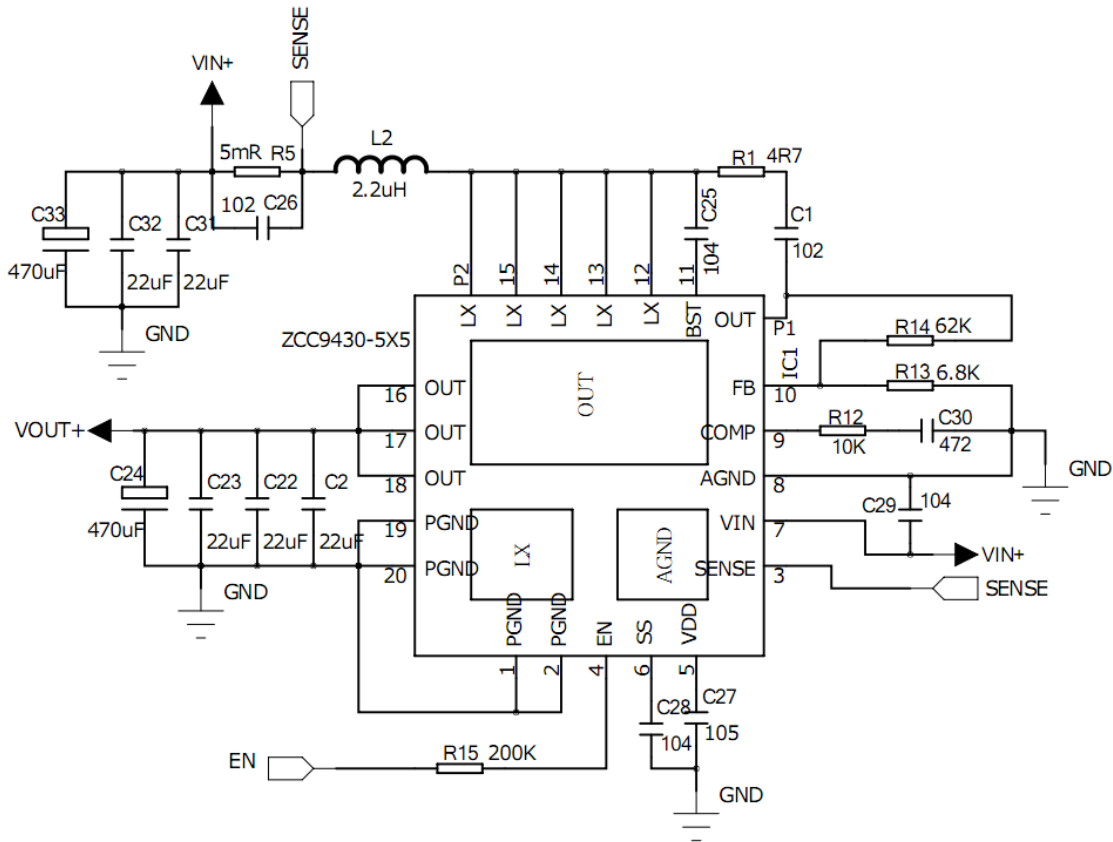 SENSE
VIN+
5mR R5
L2
2.2uH
R1 4R7
102 C26
C25
104
C1
102
C33
470uF
C32
22uF
C31
22uF
GND
P2 15 14 13 12 11
LX LX LX LX LX BST
OUT
P1
ZCC9430-5X5
IC1
R14 62K
OUT
16 OUT
FB
10
R13 6.8K
VOUT+
17 OUT
COMP
9
R12
10K
C30
472
18 OUT
AGND
8
GND
C24
470uF
C23
22uF
C22
22uF
C2
22uF
19 PGND
VIN
7
C29
104
VIN+
20 PGND
LX
AGND
SENSE
3
SENSE
GND
PGND PGND EN SS VDD
1 2 4 6 5
C28
104
C27
105
EN
R15 200K
GND